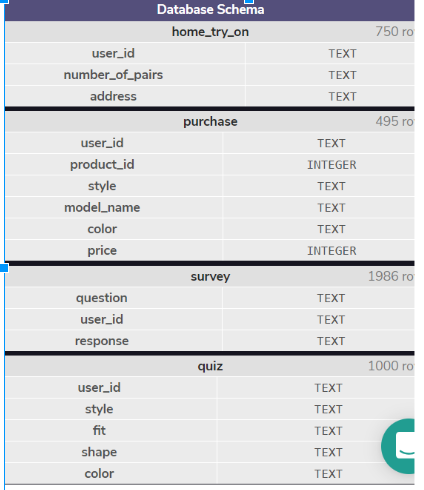 Database Schema
home_try_on 750 ro
user_id TEXT
number_of_pairs TEXT
address TEXT
purchase 495 ro
user_id TEXT
product_id INTEGER
style TEXT
model_name TEXT
color TEXT
price INTEGER
survey 1986 ro
question TEXT
user_id TEXT
response TEXT
quiz 1000 ro
user_id TEXT
style TEXT
fit TEXT
shape TEXT
color TEXT